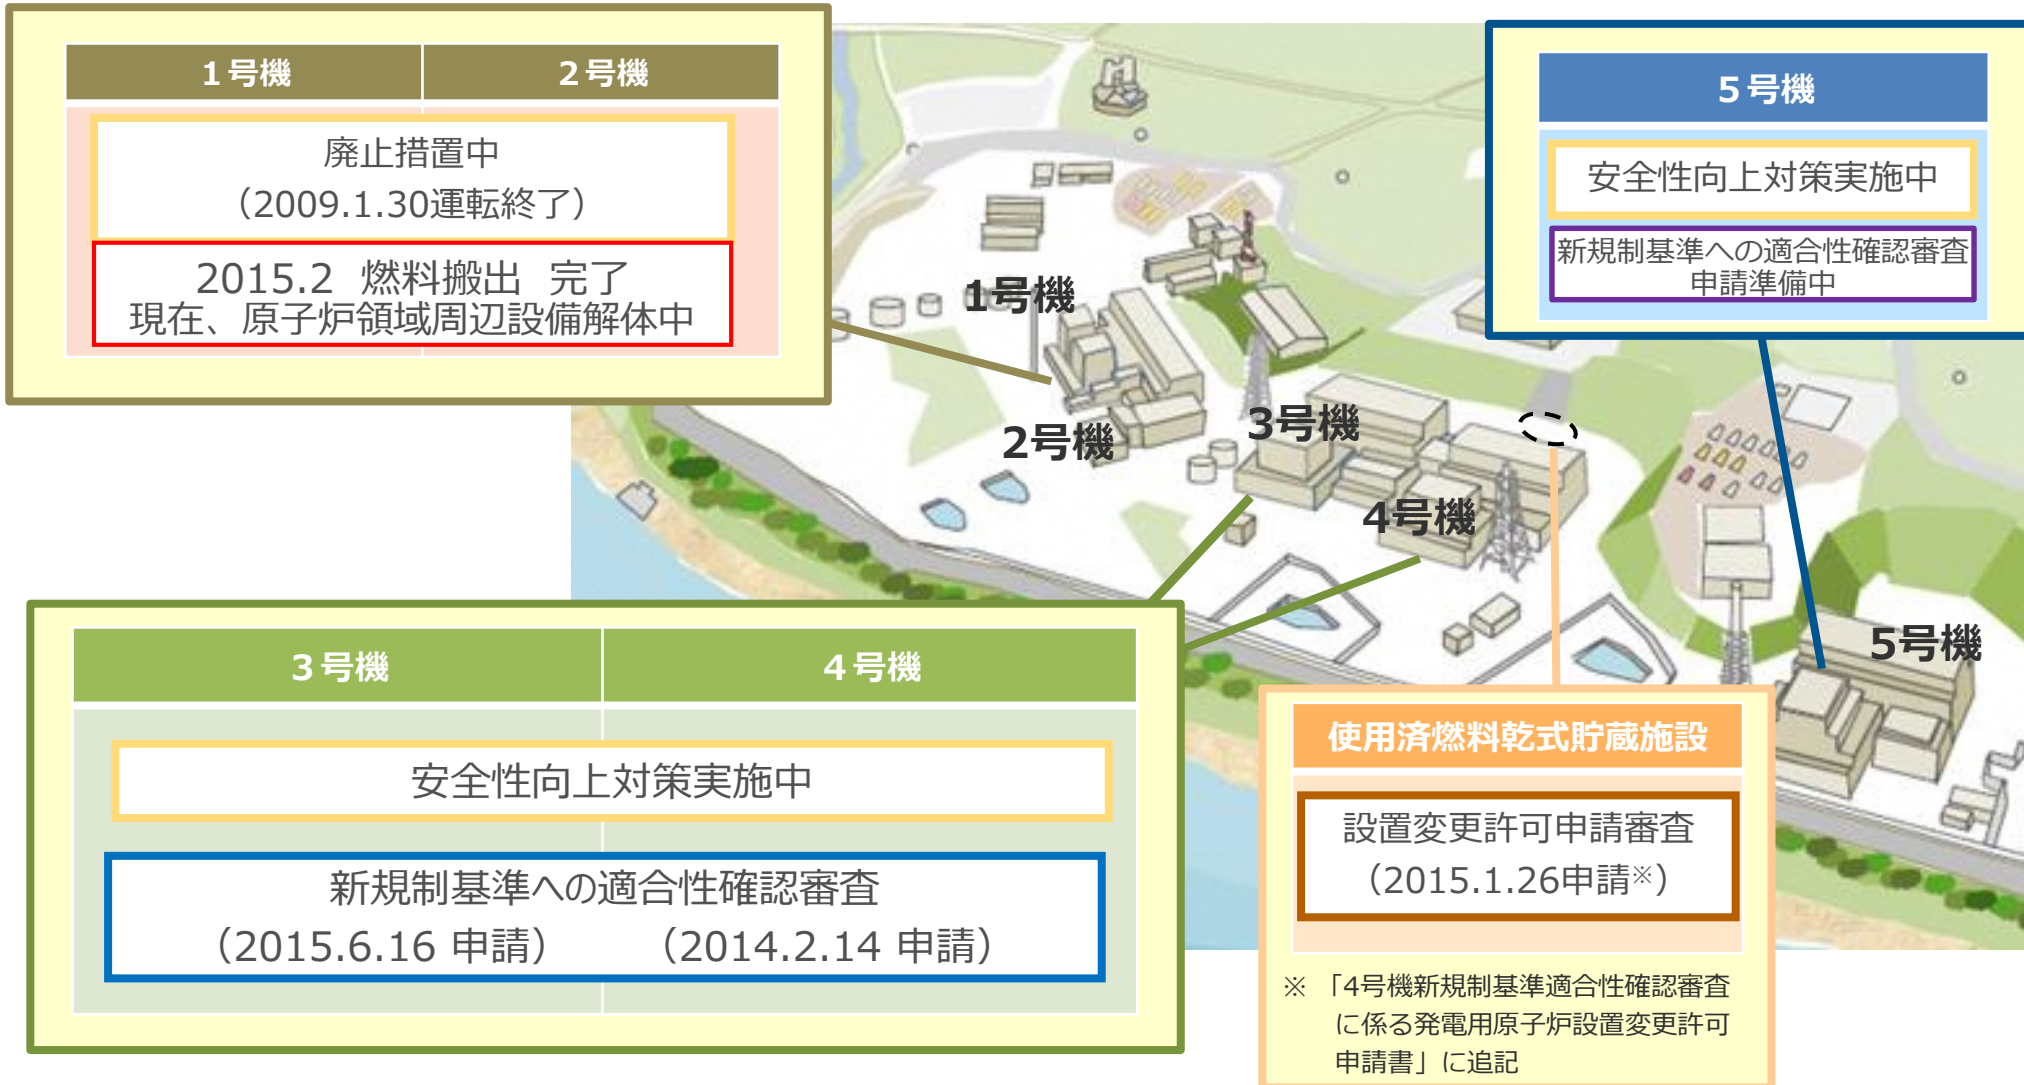 1号機 2号機
廃止措置中
（2009.1.30運転終了）
2015.2 燃料搬出 完了
現在、原子炉領域周辺設備解体中
5号機
安全性向上対策実施中
新規制基準への適合性確認審査
申請準備中
1号機
2号機
3号機
4号機
5号機
3号機 4号機
安全性向上対策実施中
新規制基準への適合性確認審査
（2015.6.16 申請） （2014.2.14 申請）
使用済燃料乾式貯蔵施設
設置変更許可申請審査
（2015.1.26申請※）
※ 「4号機新規制基準適合性確認審査
に係る発電用原子炉設置変更許可
申請書」に追記